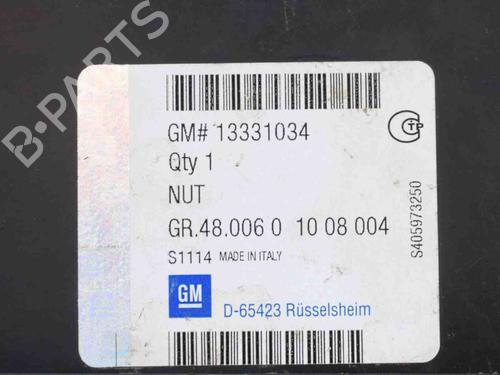 B-PARTS
GM# 13331034
Qty 1
NUT
GR.48.006 0 10 08 004
S1114 MADE IN ITALY
GM
D-65423 Rüsselsheim
S405973250